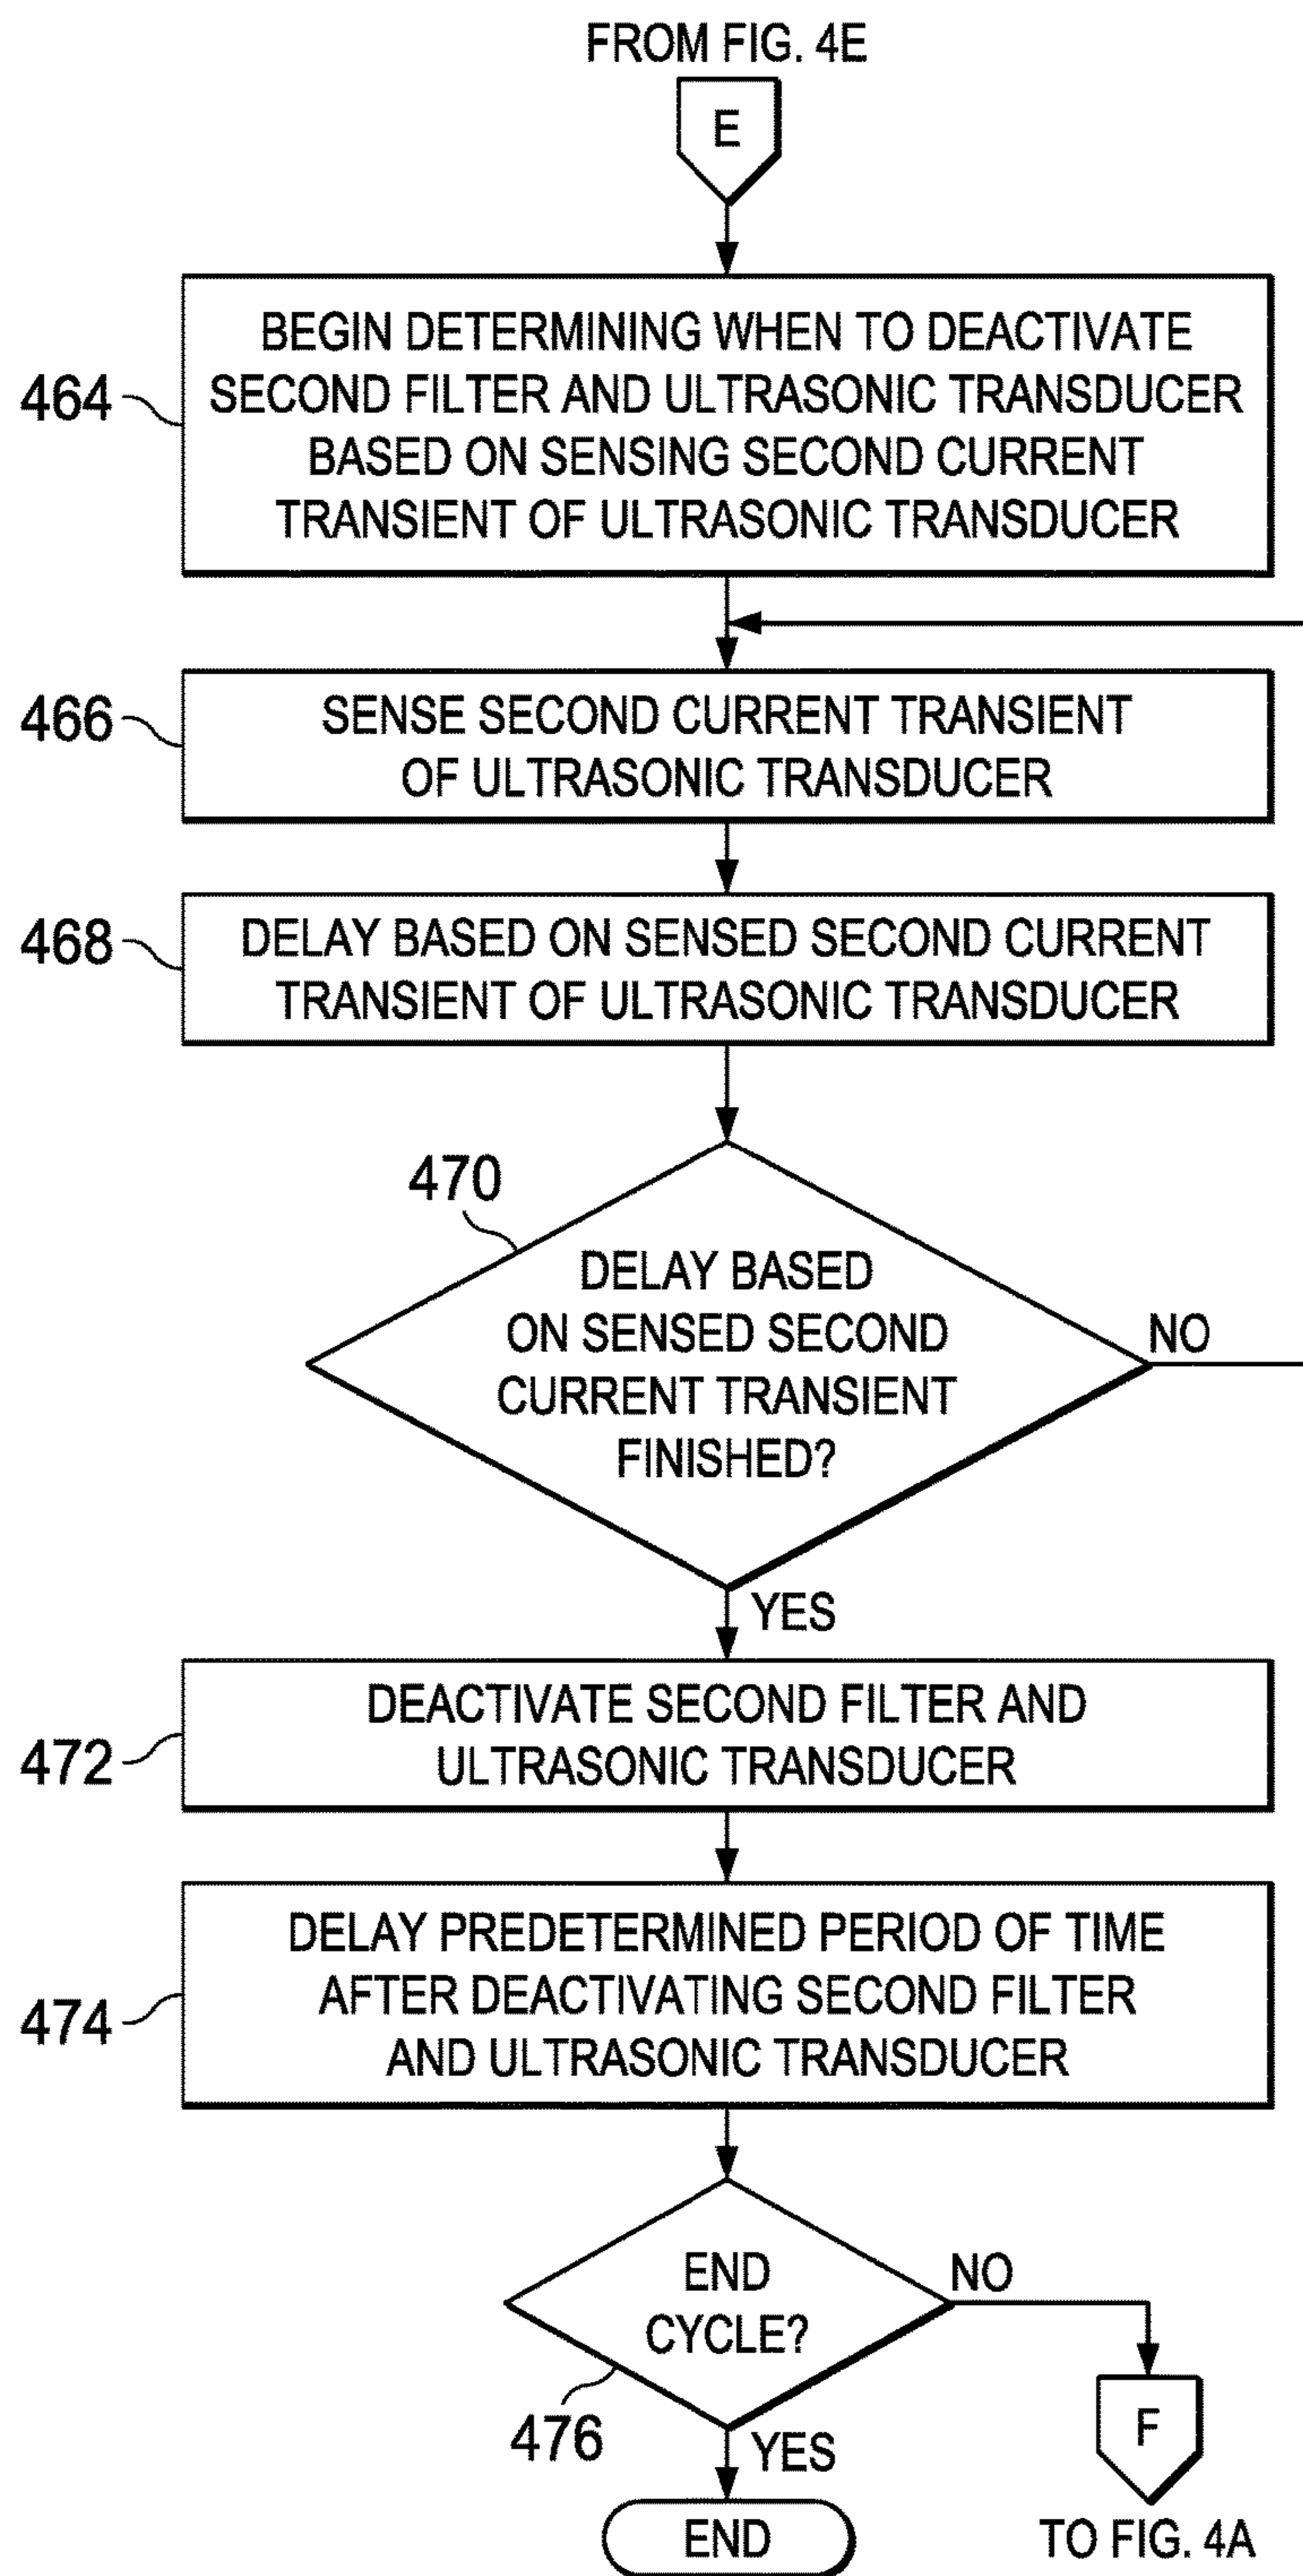 FROM FIG. 4E
E
464
BEGIN DETERMINING WHEN TO DEACTIVATE
SECOND FILTER AND ULTRASONIC TRANSDUCER
BASED ON SENSING SECOND CURRENT
TRANSIENT OF ULTRASONIC TRANSDUCER
466
SENSE SECOND CURRENT TRANSIENT
OF ULTRASONIC TRANSDUCER
468
DELAY BASED ON SENSED SECOND CURRENT
TRANSIENT OF ULTRASONIC TRANSDUCER
470
DELAY BASED
ON SENSED SECOND
CURRENT TRANSIENT
FINISHED?
NO
YES
472
DEACTIVATE SECOND FILTER AND
ULTRASONIC TRANSDUCER
474
DELAY PREDETERMINED PERIOD OF TIME
AFTER DEACTIVATING SECOND FILTER
AND ULTRASONIC TRANSDUCER
END
CYCLE?
NO
476
YES
F
END
TO FIG. 4A